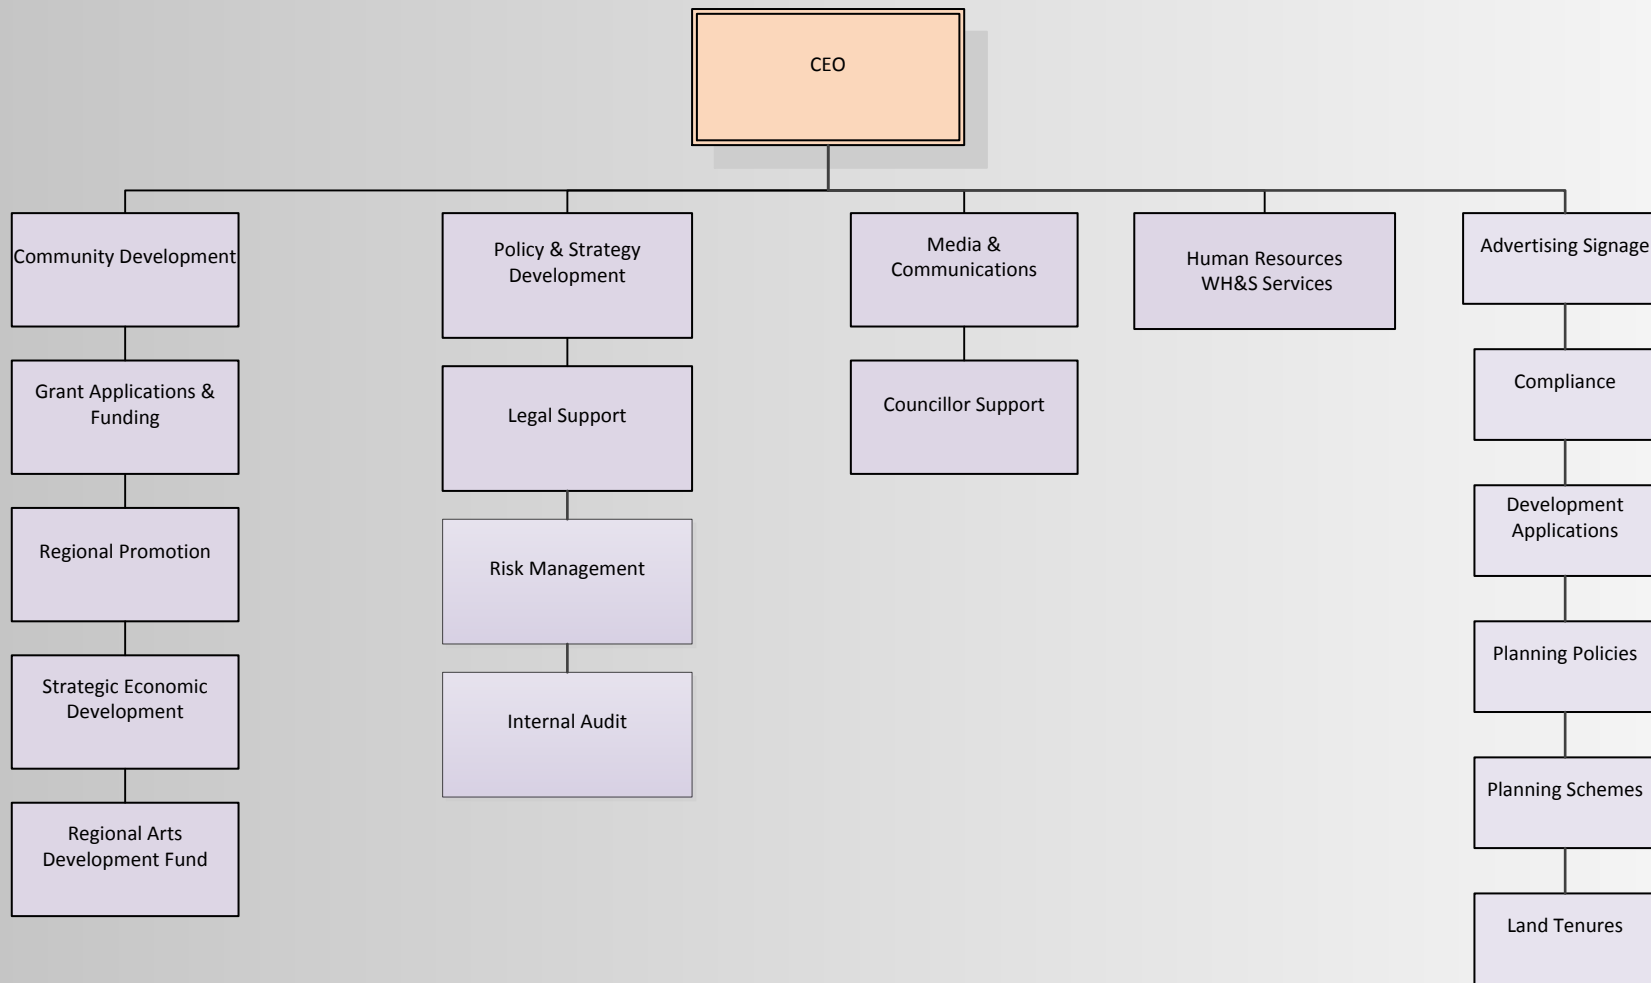 CEO
Community Development
Grant Applications &
Funding
Regional Promotion
Strategic Economic
Development
Regional Arts
Development Fund
Policy & Strategy
Development
Legal Support
Risk Management
Internal Audit
Media &
Communications
Councillor Support
Human Resources
WH&S Services
Advertising Signage
Compliance
Development
Applications
Planning Policies
Planning Schemes
Land Tenures